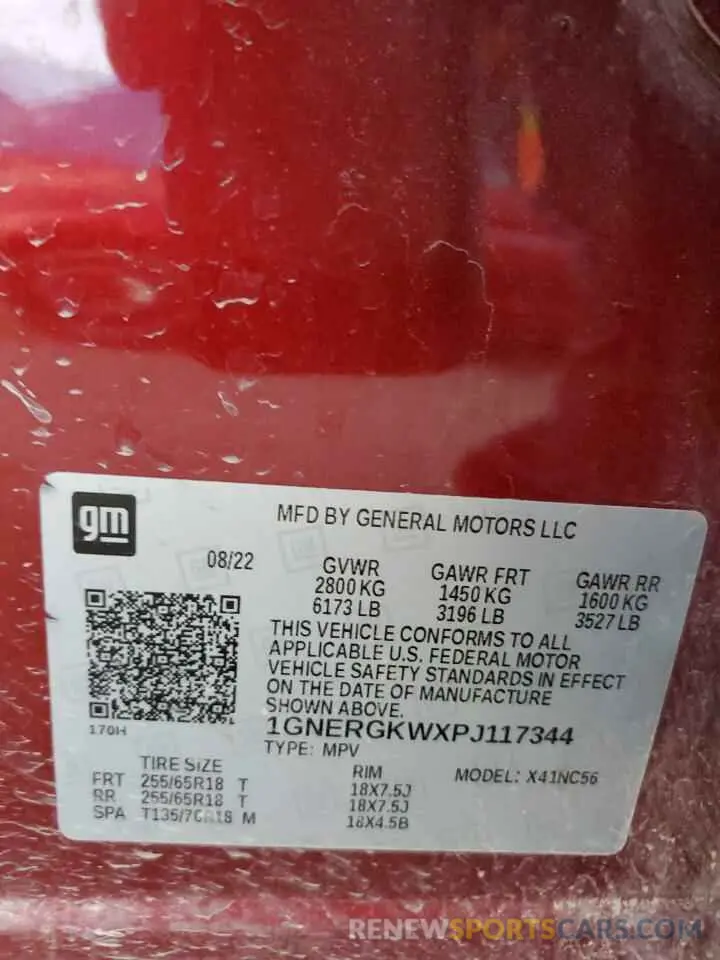 gm
MFD BY GENERAL MOTORS LLC
08/22
GVWR
2800 KG
6173 LB
GAWR FRT
1450 KG
3196 LB
GAWR RR
1600 KG
3527 LB
THIS VEHICLE CONFORMS TO ALL
APPLICABLE U.S. FEDERAL MOTOR
VEHICLE SAFETY STANDARDS IN EFFECT
ON THE DATE OF MANUFACTURE
SHOWN ABOVE.
170H
1GNERGKWXPJ117344
TYPE: MPV
MODEL: X41NC56
TIRE SIZE
RIM
FRT 255/65R18 T 18X7.5J
RR 255/65R18 T 18X7.5J
SPA T135/70R18 M 18X4.5B
RENEWSPORTSCARS.COM